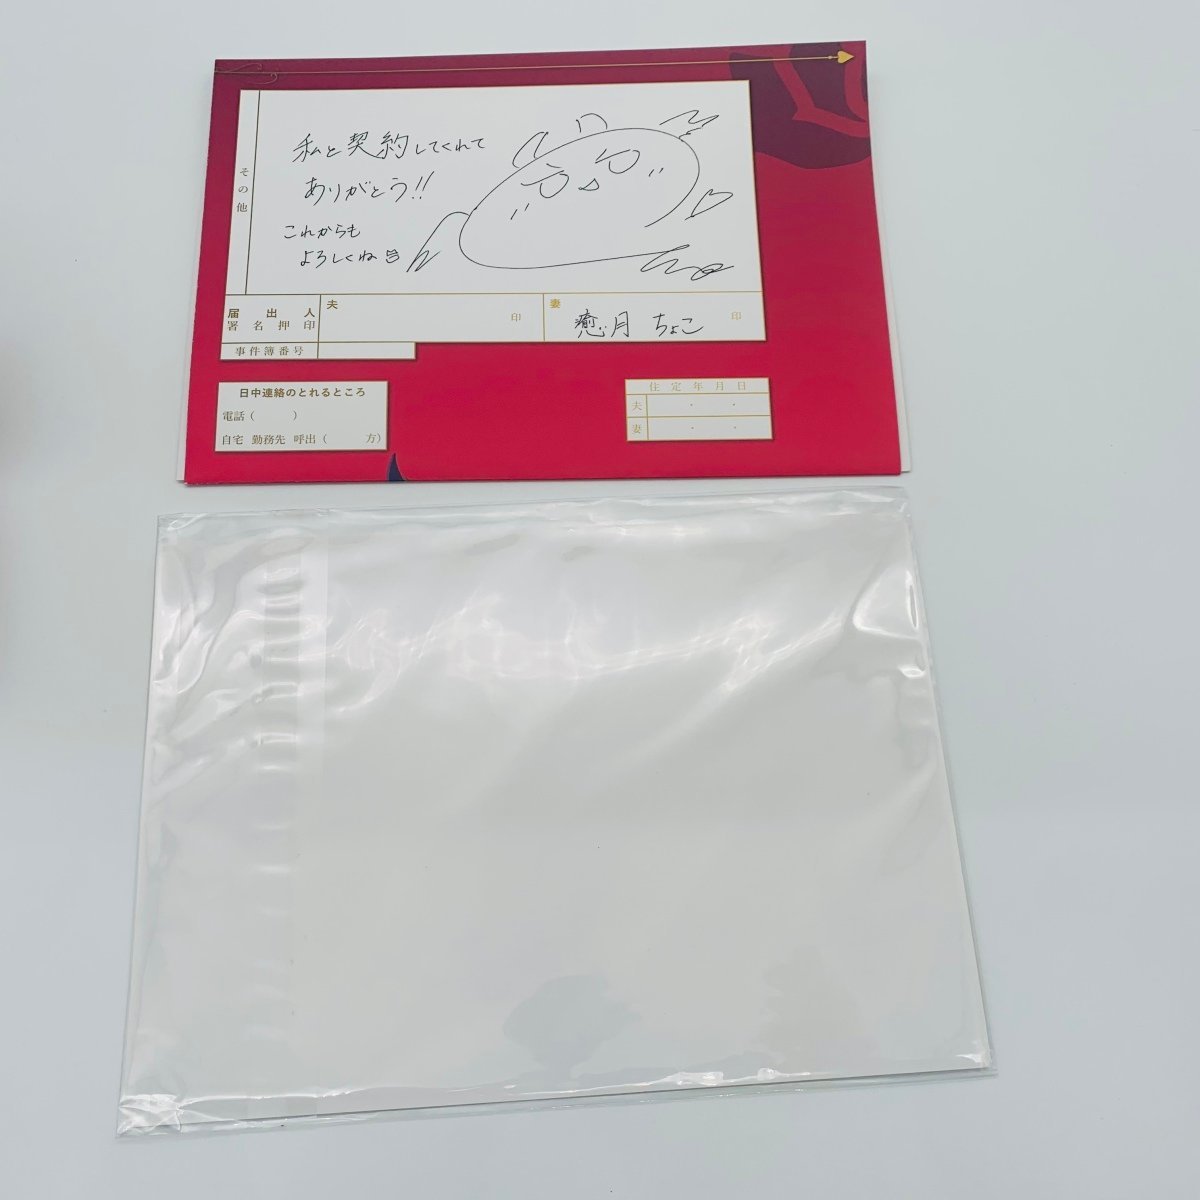 その他
私と契約してくれて
ありがとう!!
これからも
よろしくね
届出人
署名押印
夫
印
妻
癒月 ちょこ
印
事件簿番号
日中連絡のとれるところ
電話( )
自宅 勤務先 呼出( 方)
住定年月日
夫 ・ ・
妻 ・ ・